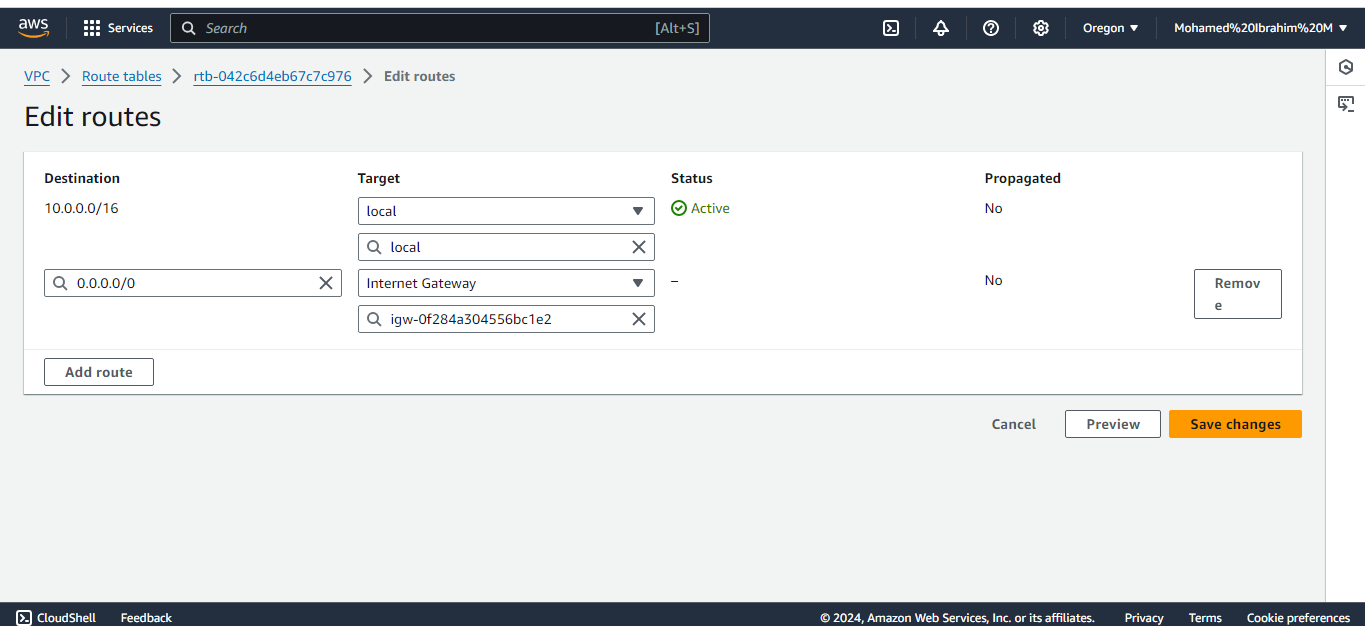 aws
Services
Search
[Alt+S]
Oregon
Mohamed%20Ibrahim%20M
VPC
Route tables
rtb-042c6d4eb67c7c976
Edit routes
Edit routes
Destination
Target
Status
Propagated
10.0.0.0/16
local
Active
No
local
0.0.0.0/0
Internet Gateway
–
No
Remov
e
igw-0f284a304556bc1e2
Add route
Cancel
Preview
Save changes
CloudShell
Feedback
© 2024, Amazon Web Services, Inc. or its affiliates.
Privacy
Terms
Cookie preferences